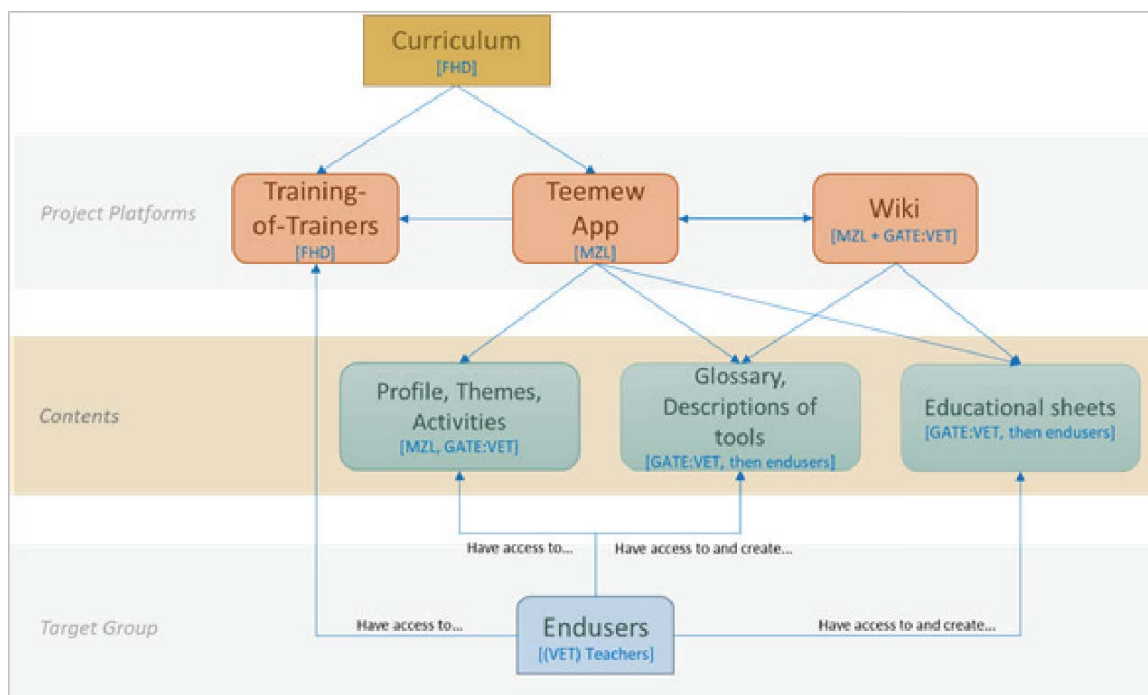 Curriculum
[FHD]
Project Platforms
Training-
of-Trainers
[FHD]
Teemew
App
[MZL]
Wiki
[MZL + GATE:VET]
Contents
Profile, Themes,
Activities
[MZL, GATE:VET]
Glossary,
Descriptions of
tools
[GATE:VET, then endusers]
Educational sheets
[GATE:VET, then endusers]
Have access to...
Have access to and create...
Target Group
Have access to...
Endusers
[(VET) Teachers]
Have access to and create...